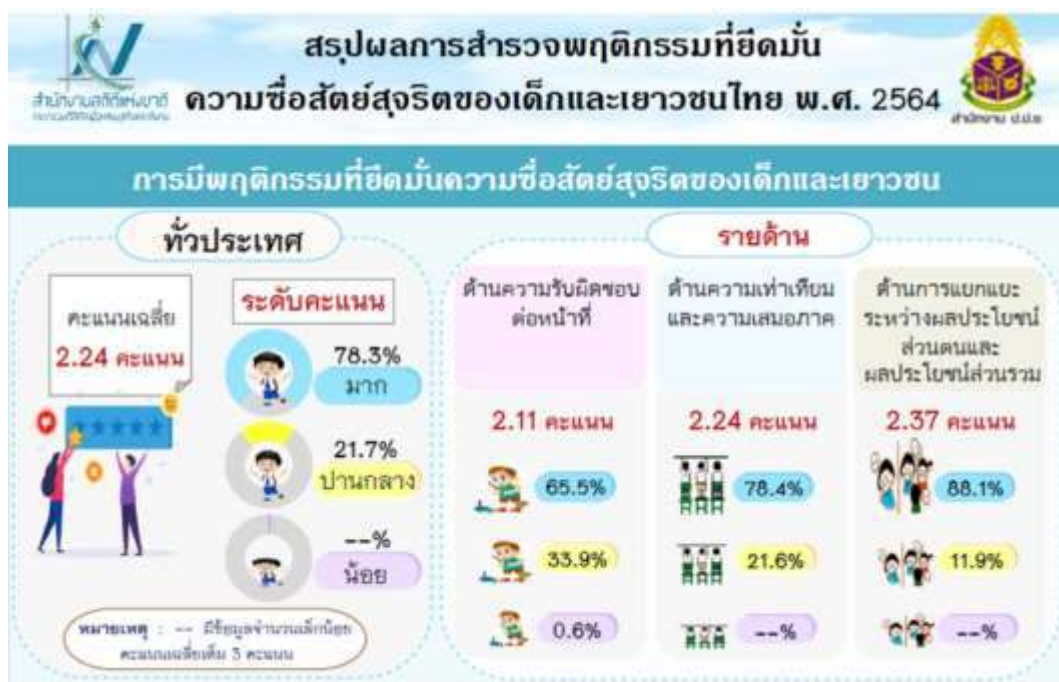 สรุปผลการสำรวจพฤติกรรมที่ยึดมั่น
ความซื่อสัตย์สุจริตของเด็กและเยาวชนไทย พ.ศ. 2564
สำนักงานสถิติแห่งชาติ
สำนักงาน ป.ป.ช
การมีพฤติกรรมที่ยึดมั่นความซื่อสัตย์สุจริตของเด็กและเยาวชน
ทั่วประเทศ
คะแนนเฉลี่ย
2.24 คะแนน
ระดับคะแนน
78.3%
มาก
21.7%
ปานกลาง
--%
น้อย
หมายเหตุ : -- มีข้อมูลจำนวนเล็กน้อย
คะแนนเฉลี่ยเต็ม 3 คะแนน
รายด้าน
ด้านความรับผิดชอบ
ต่อหน้าที่
2.11 คะแนน
65.5%
33.9%
0.6%
ด้านความเท่าเทียม
และความเสมอภาค
2.24 คะแนน
78.4%
21.6%
--%
ด้านการแยกแยะ
ระหว่างผลประโยชน์
ส่วนตนและ
ผลประโยชน์ส่วนรวม
2.37 คะแนน
88.1%
11.9%
--%